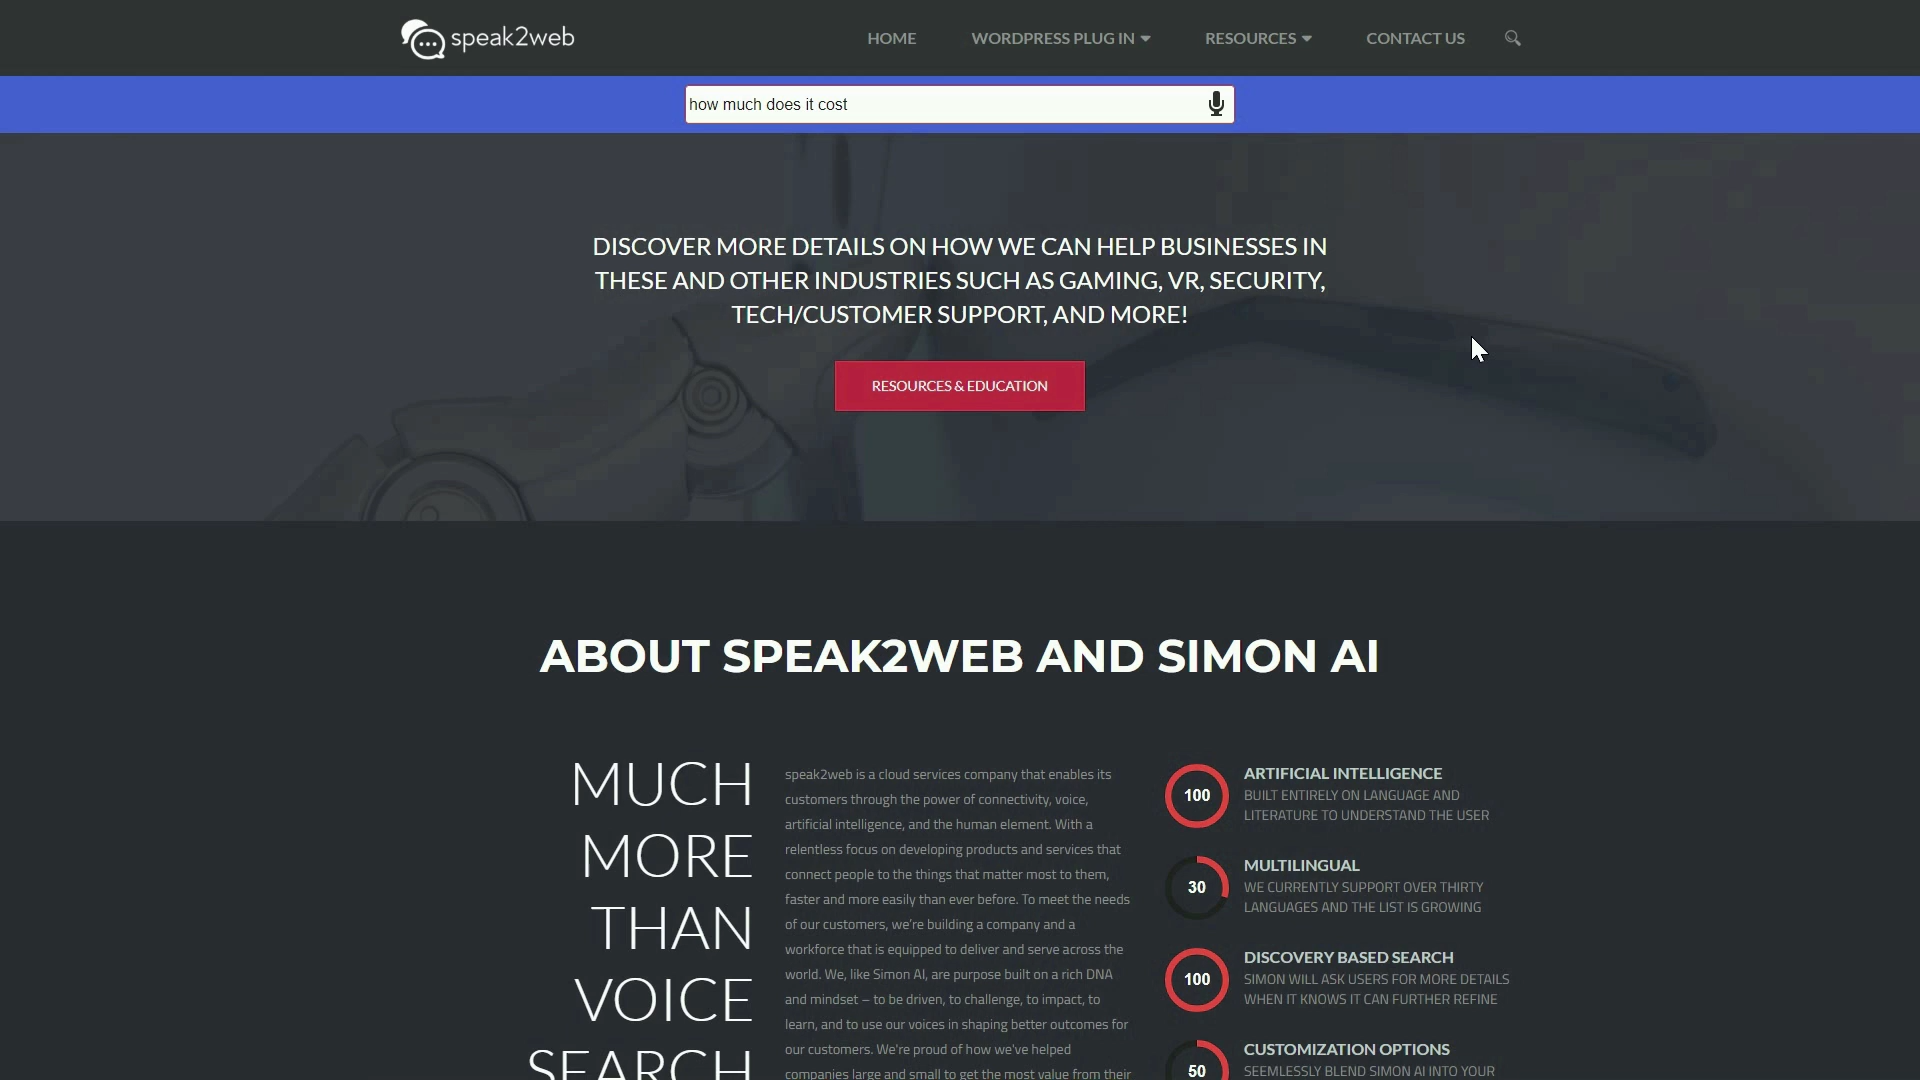 speak2web
HOME
WORDPRESS PLUG IN
RESOURCES
CONTACT US
how much does it cost
DISCOVER MORE DETAILS ON HOW WE CAN HELP BUSINESSES IN
THESE AND OTHER INDUSTRIES SUCH AS GAMING, VR, SECURITY,
TECH/CUSTOMER SUPPORT, AND MORE!
RESOURCES & EDUCATION
ABOUT SPEAK2WEB AND SIMON AI
MUCH
MORE
THAN
VOICE
SEARCH
speak2web is a cloud services company that enables its
customers through the power of connectivity, voice,
artificial intelligence, and the human element. With a
relentless focus on developing products and services that
connect people to the things that matter most to them,
faster and more easily than ever before. To meet the needs
of our customers, we're building a company and a
workforce that is equipped to deliver and serve across the
world. We, like Simon AI, are purpose built on a rich DNA
and mindset – to be driven, to challenge, to impact, to
learn, and to use our voices in shaping better outcomes for
our customers. We're proud of how we've helped
companies large and small to get the most value from their
100
ARTIFICIAL INTELLIGENCE
BUILT ENTIRELY ON LANGUAGE AND
LITERATURE TO UNDERSTAND THE USER
30
MULTILINGUAL
WE CURRENTLY SUPPORT OVER THIRTY
LANGUAGES AND THE LIST IS GROWING
100
DISCOVERY BASED SEARCH
SIMON WILL ASK USERS FOR MORE DETAILS
WHEN IT KNOWS IT CAN FURTHER REFINE
50
CUSTOMIZATION OPTIONS
SEEMLESSLY BLEND SIMON AI INTO YOUR